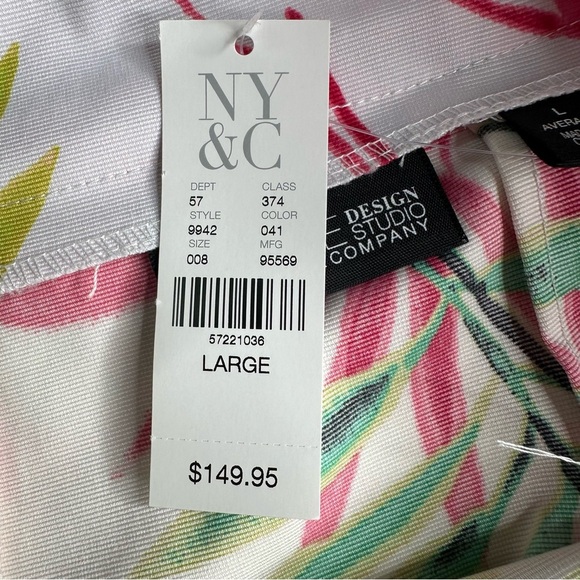 NY
&C
DEPT CLASS
57 374
STYLE COLOR
9942 041
SIZE MFG
008 95569
57221036
LARGE
$149.95
E DESIGN
STUDIO
COMPANY
L
AVERA